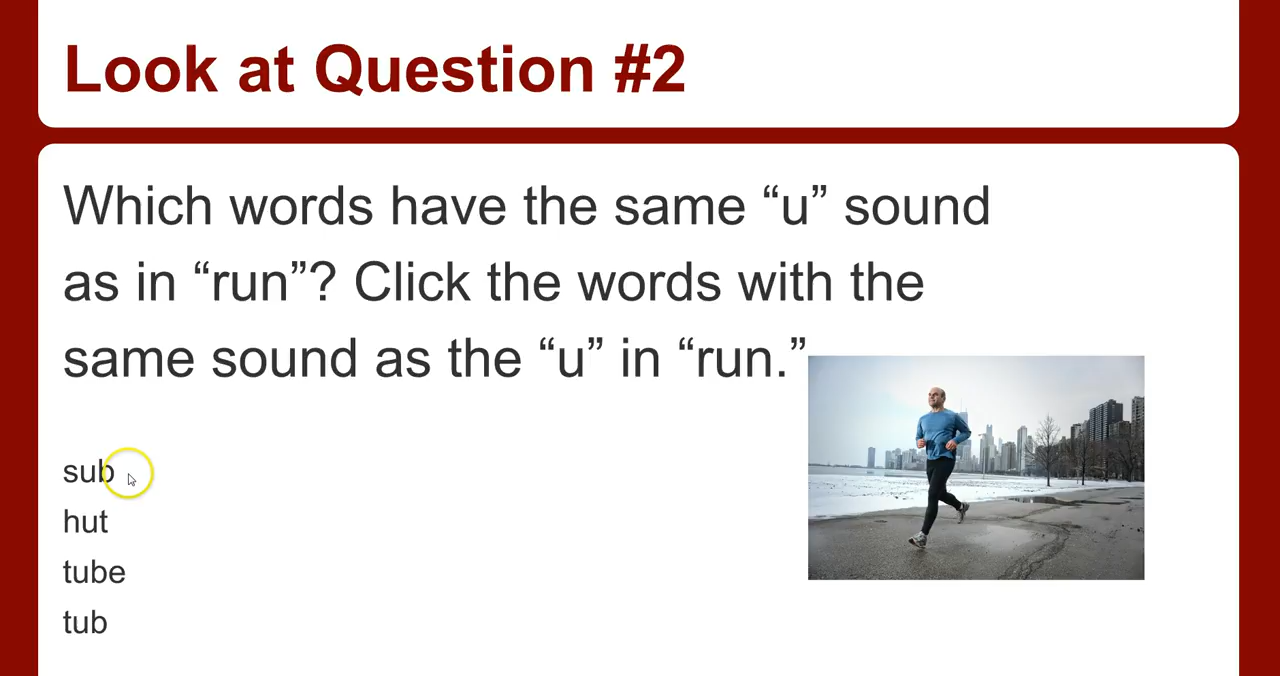 Look at Question #2
Which words have the same “u” sound
as in “run”? Click the words with the
same sound as the “u” in “run.”
sub
hut
tube
tub